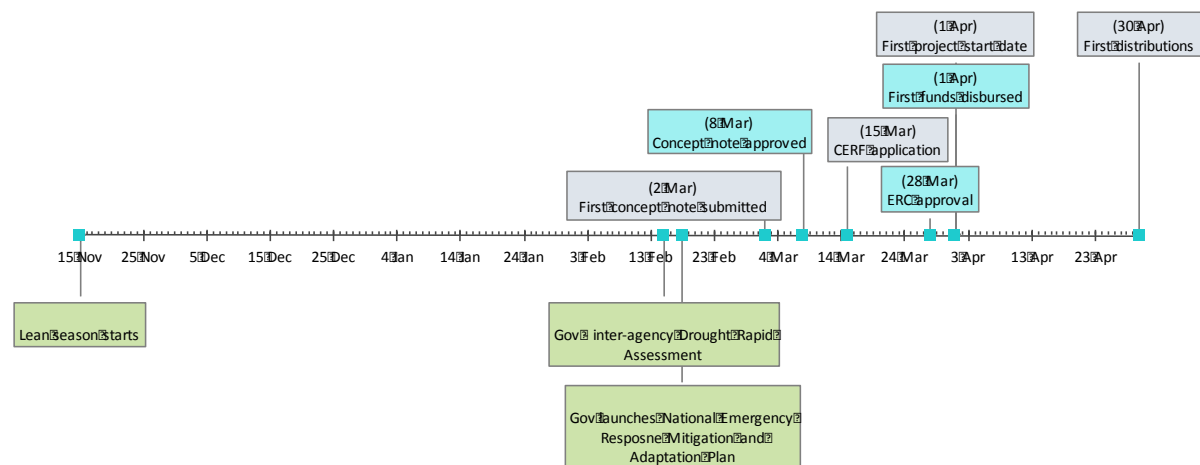 (1 Apr)
First project start date
(30 Apr)
First distributions
(1 Apr)
First funds disbursed
(8 Mar)
Concept note approved
(15 Mar)
CERF application
(28 Mar)
ERC approval
(2 Mar)
First concept note submitted
15 Nov
25 Nov
5 Dec
15 Dec
25 Dec
4 Jan
14 Jan
24 Jan
3 Feb
13 Feb
23 Feb
4 Mar
14 Mar
24 Mar
3 Apr
13 Apr
23 Apr
Lean season starts
Gov inter-agency Drought Rapid
Assessment
Gov launches National Emergency
Resposne Mitigation and
Adaptation Plan